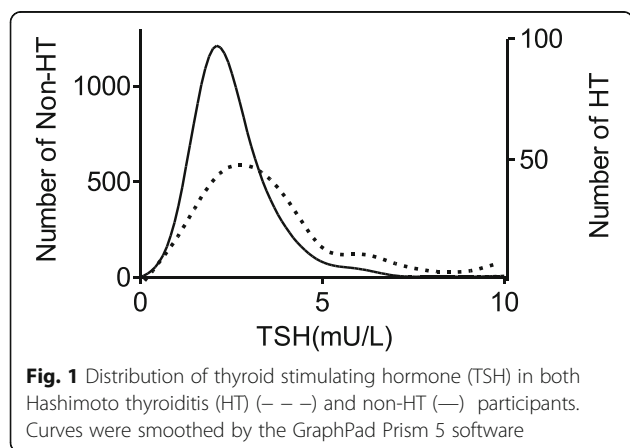 Number of Non-HT
1000
500
0
0
5
10
TSH(mU/L)
100
50
Number of HT
Fig. 1 Distribution of thyroid stimulating hormone (TSH) in both
Hashimoto thyroiditis (HT) (– – –) and non-HT (—) participants.
Curves were smoothed by the GraphPad Prism 5 software